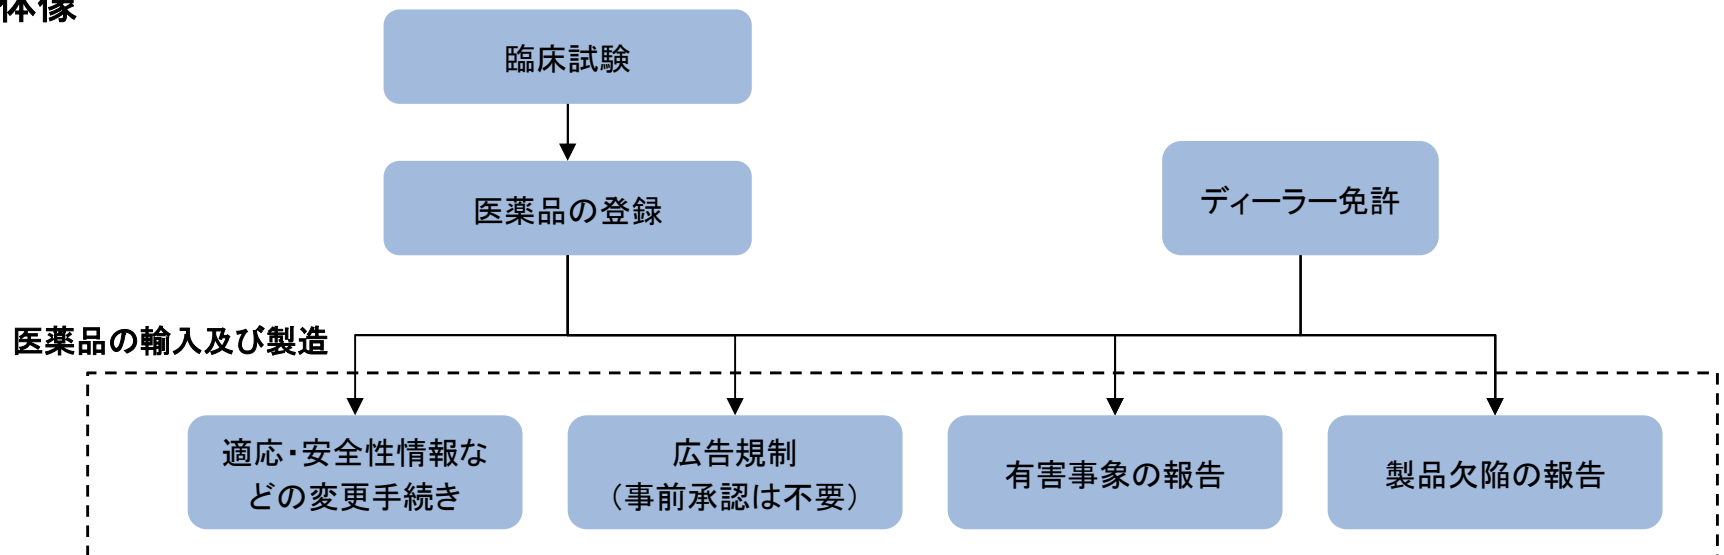 体像
臨床試験
医薬品の登録
ディーラー免許
医薬品の輸入及び製造
適応・安全性情報な
どの変更手続き
広告規制
（事前承認は不要）
有害事象の報告
製品欠陥の報告